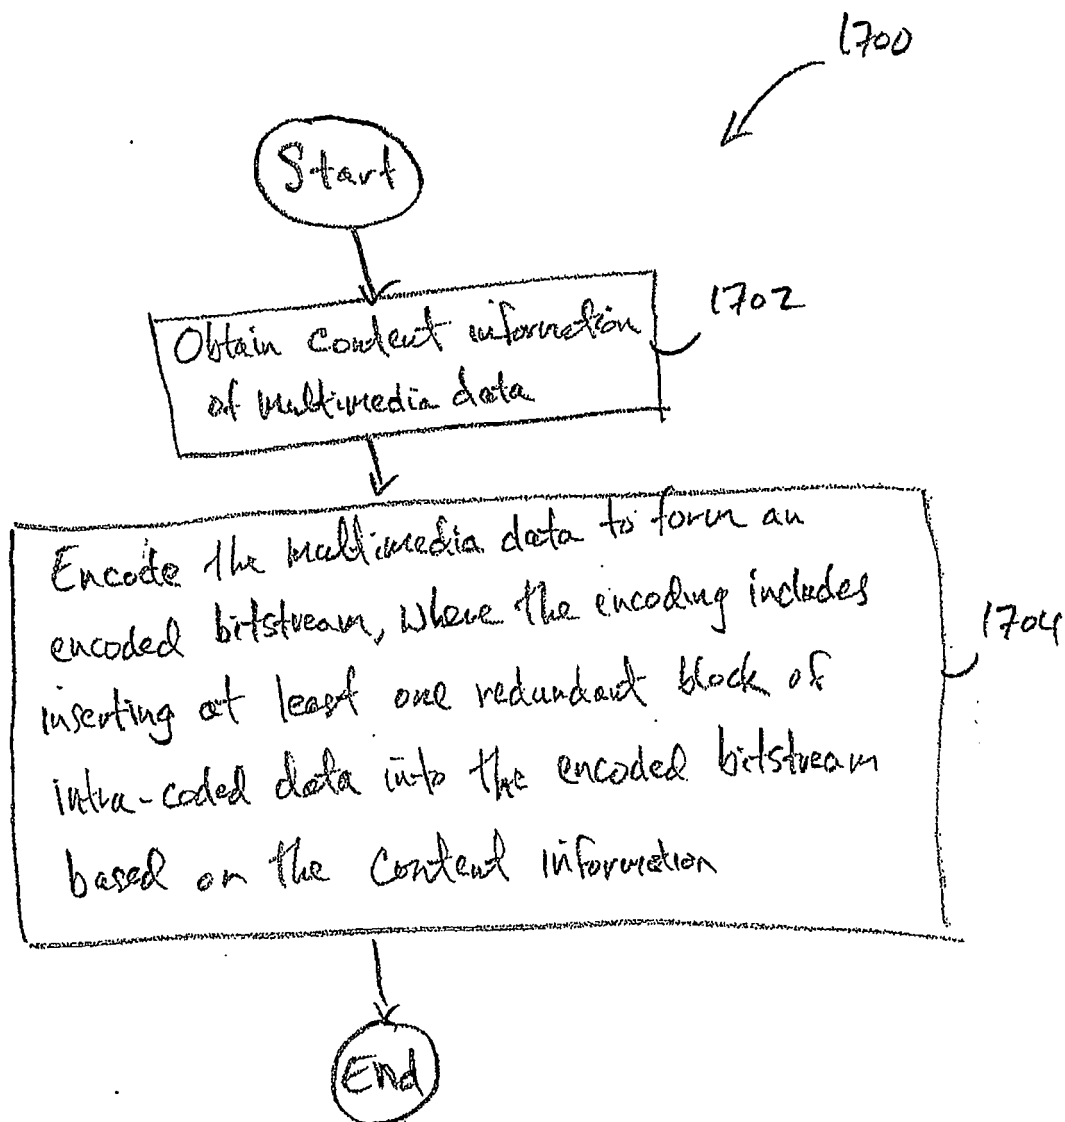 1700
Start
1702
Obtain content information
of multimedia data
Encode the multimedia data to form an
encoded bitstream, where the encoding includes
1704
inserting at least one redundant block of
intra-coded data into the encoded bitstream
based on the content information
End